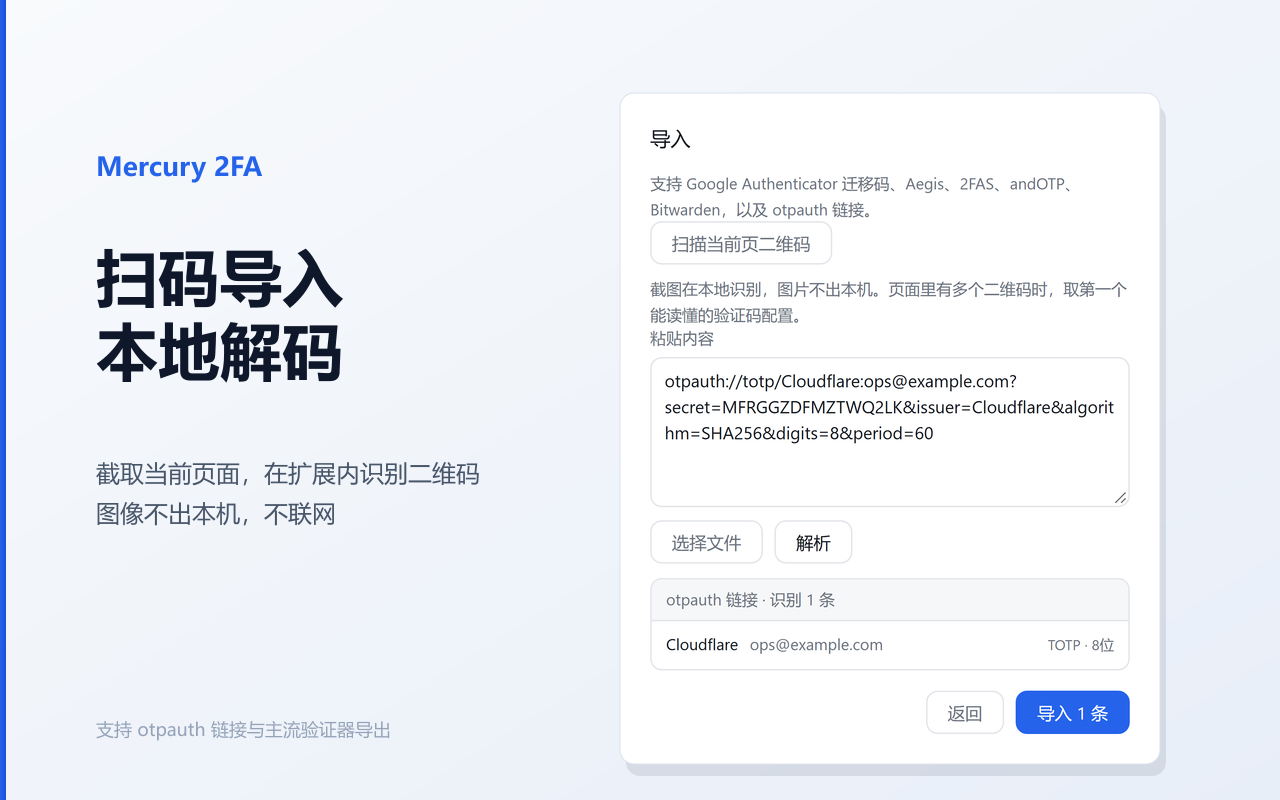 Mercury 2FA
扫码导入
本地解码
截取当前页面，在扩展内识别二维码
图像不出本机，不联网
支持 otpauth 链接与主流验证器导出
导入
支持 Google Authenticator 迁移码、Aegis、2FAS、andOTP、
Bitwarden，以及 otpauth 链接。
扫描当前页二维码
截图在本地识别，图片不出本机。页面里有多个二维码时，取第一个
能读懂的验证码配置。
粘贴内容
otpauth://totp/Cloudflare:ops@example.com?
secret=MFRGGZDFMZTWQ2LK&issuer=Cloudflare&algorit
hm=SHA256&digits=8&period=60
选择文件 解析
otpauth 链接 · 识别 1 条
Cloudflare ops@example.com TOTP · 8位
返回 导入 1 条